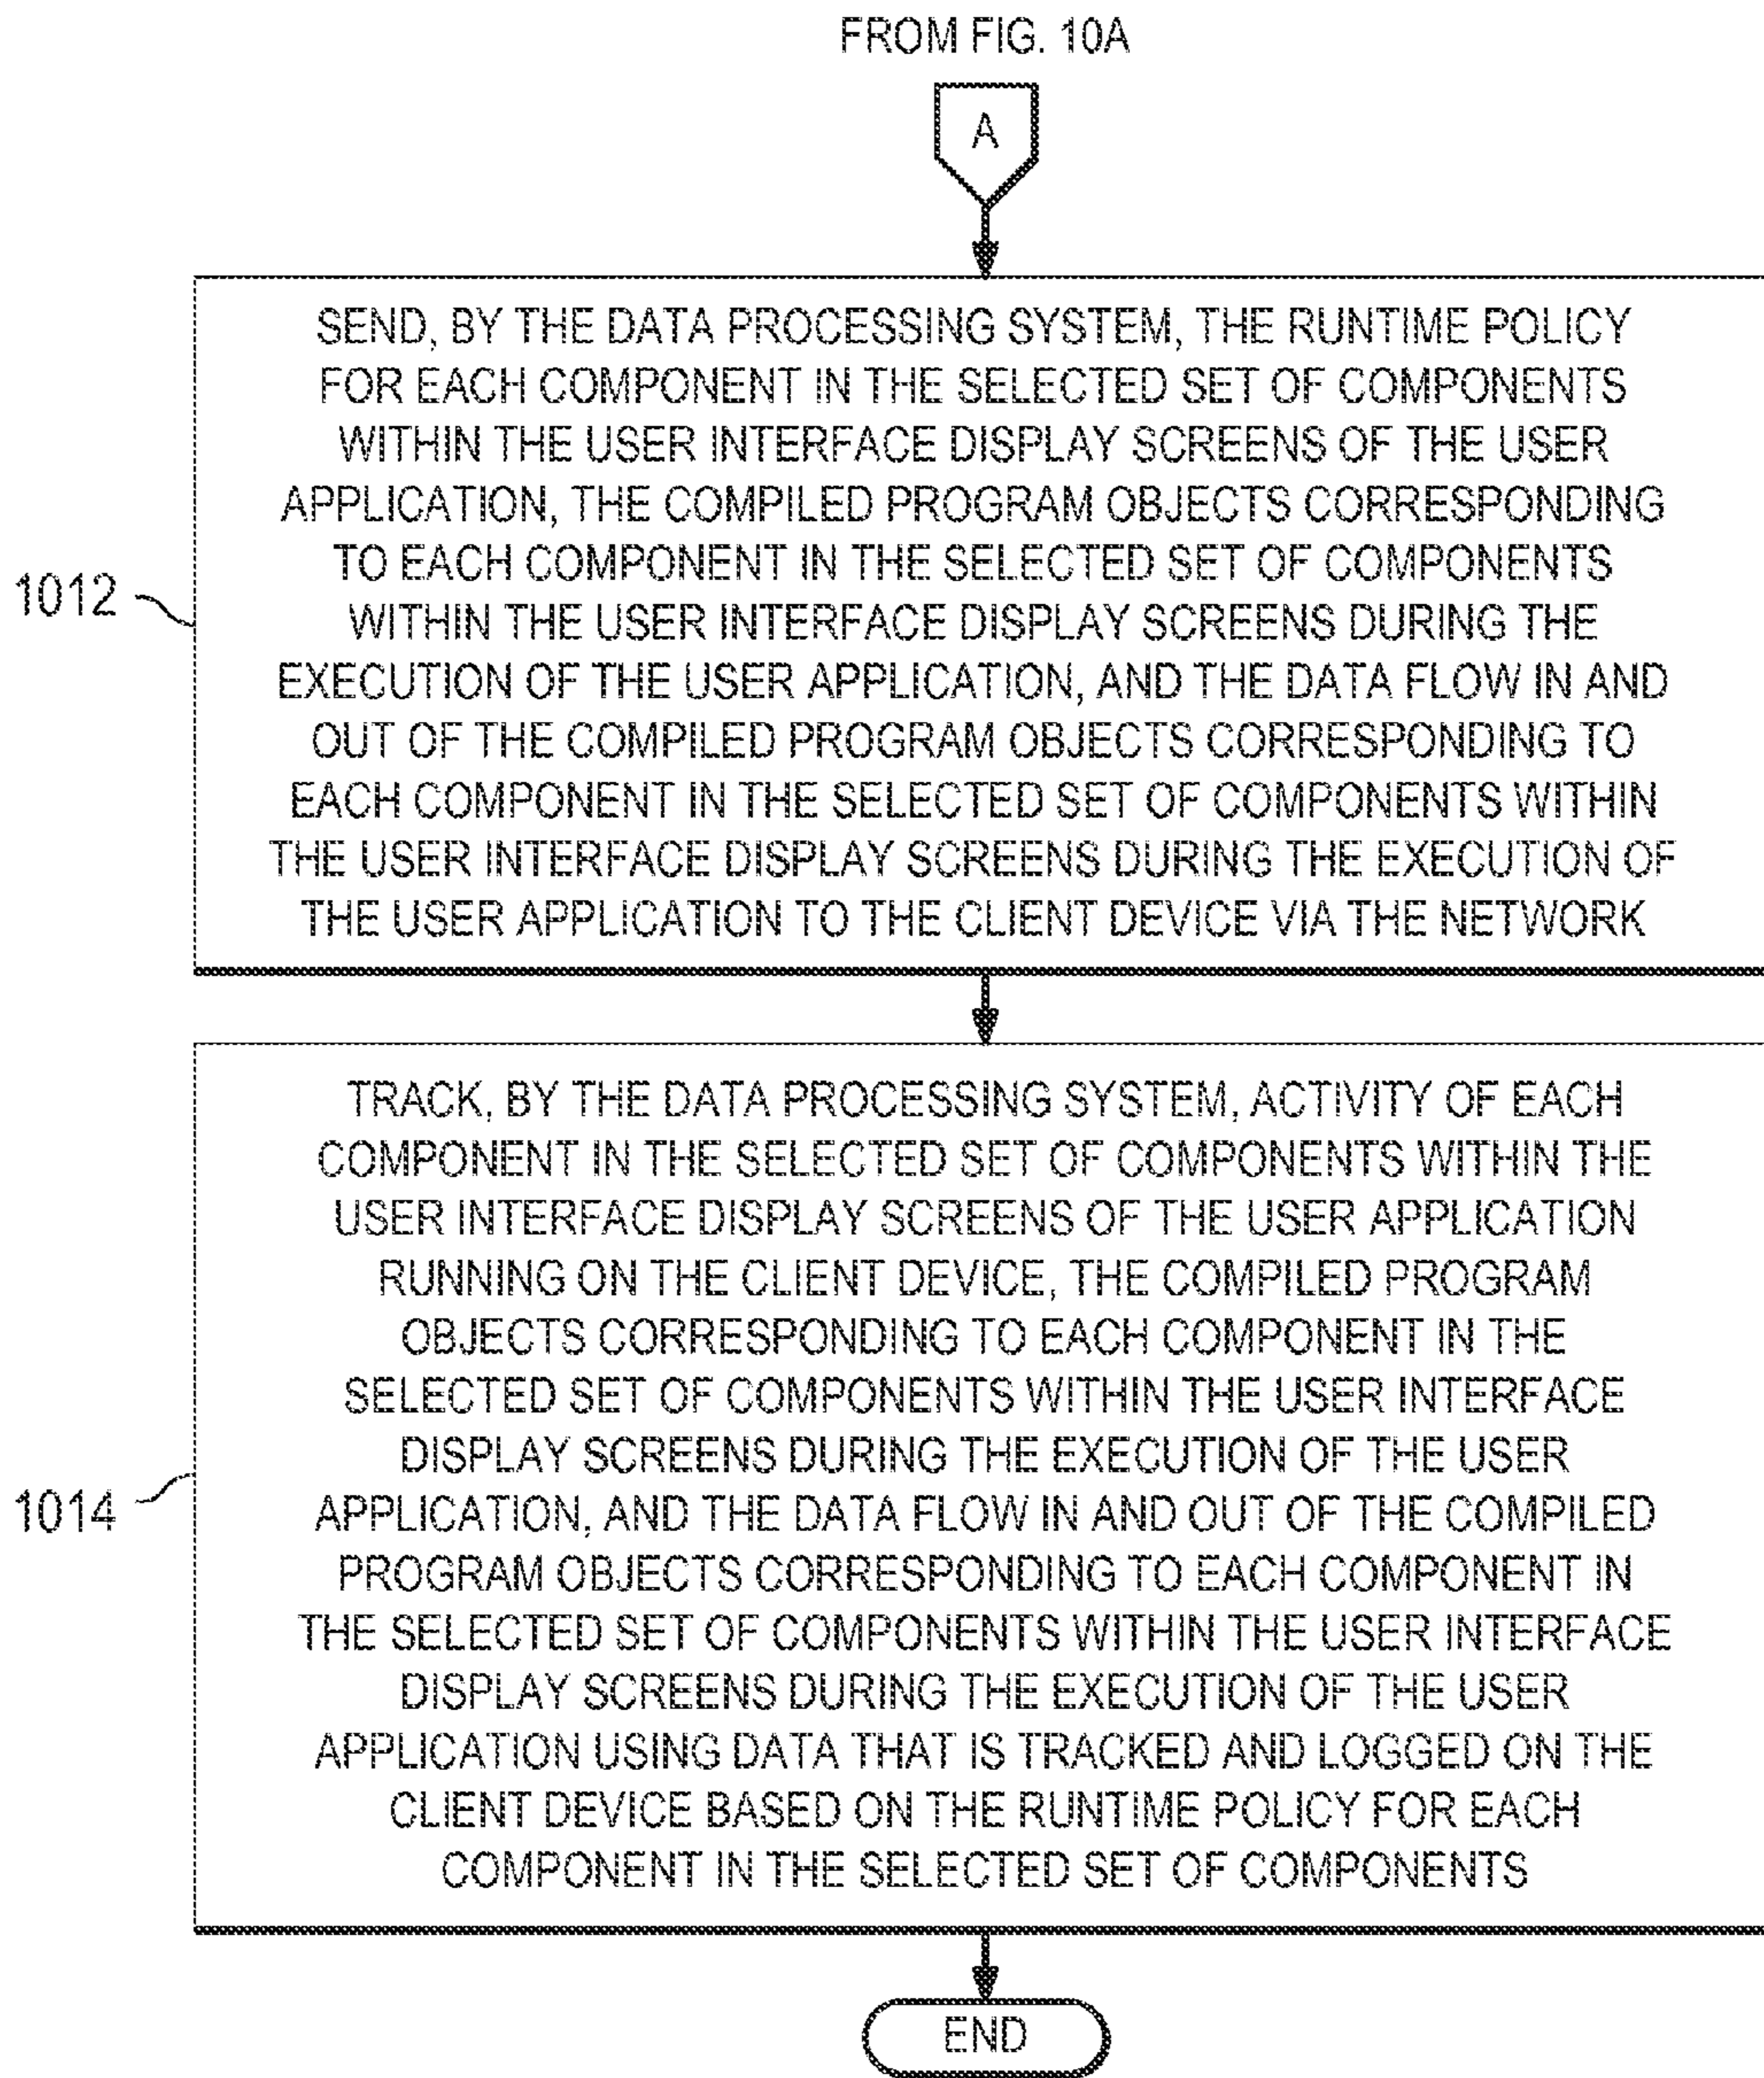 FROM FIG. 10A
A
SEND, BY THE DATA PROCESSING SYSTEM, THE RUNTIME POLICY
FOR EACH COMPONENT IN THE SELECTED SET OF COMPONENTS
WITHIN THE USER INTERFACE DISPLAY SCREENS OF THE USER
APPLICATION, THE COMPILED PROGRAM OBJECTS CORRESPONDING
TO EACH COMPONENT IN THE SELECTED SET OF COMPONENTS
WITHIN THE USER INTERFACE DISPLAY SCREENS DURING THE
EXECUTION OF THE USER APPLICATION, AND THE DATA FLOW IN AND
OUT OF THE COMPILED PROGRAM OBJECTS CORRESPONDING TO
EACH COMPONENT IN THE SELECTED SET OF COMPONENTS WITHIN
THE USER INTERFACE DISPLAY SCREENS DURING THE EXECUTION OF
THE USER APPLICATION TO THE CLIENT DEVICE VIA THE NETWORK
1012
TRACK, BY THE DATA PROCESSING SYSTEM, ACTIVITY OF EACH
COMPONENT IN THE SELECTED SET OF COMPONENTS WITHIN THE
USER INTERFACE DISPLAY SCREENS OF THE USER APPLICATION
RUNNING ON THE CLIENT DEVICE, THE COMPILED PROGRAM
OBJECTS CORRESPONDING TO EACH COMPONENT IN THE
SELECTED SET OF COMPONENTS WITHIN THE USER INTERFACE
DISPLAY SCREENS DURING THE EXECUTION OF THE USER
APPLICATION, AND THE DATA FLOW IN AND OUT OF THE COMPILED
PROGRAM OBJECTS CORRESPONDING TO EACH COMPONENT IN
THE SELECTED SET OF COMPONENTS WITHIN THE USER INTERFACE
DISPLAY SCREENS DURING THE EXECUTION OF THE USER
APPLICATION USING DATA THAT IS TRACKED AND LOGGED ON THE
CLIENT DEVICE BASED ON THE RUNTIME POLICY FOR EACH
COMPONENT IN THE SELECTED SET OF COMPONENTS
1014
END